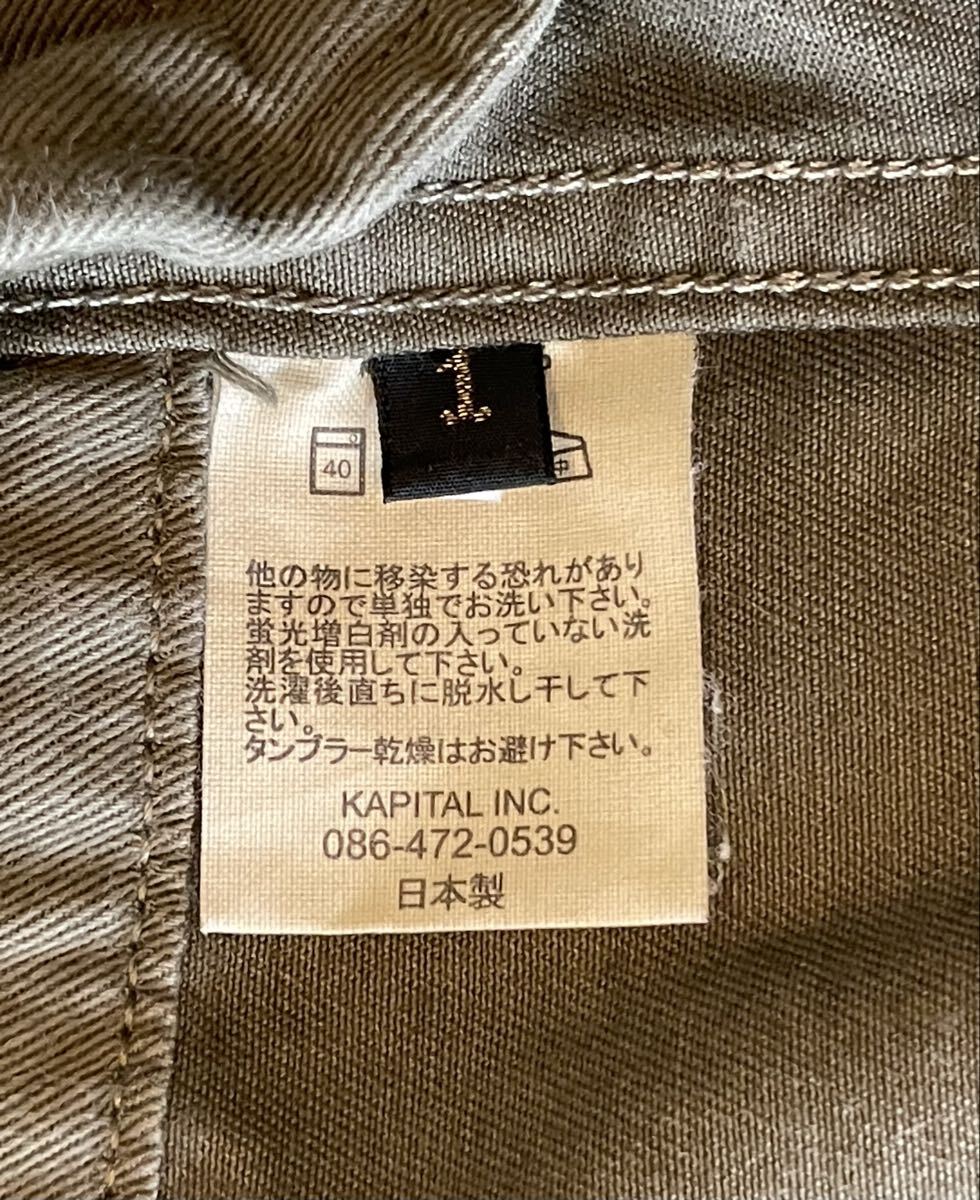 1
40
中
他の物に移染する恐れがあり
ますので単独でお洗い下さい。
蛍光増白剤の入っていない洗
剤を使用して下さい。
洗濯後直ちに脱水し干して下
さい。
タンブラー乾燥はお避け下さい。
KAPITAL INC.
086-472-0539
日本製